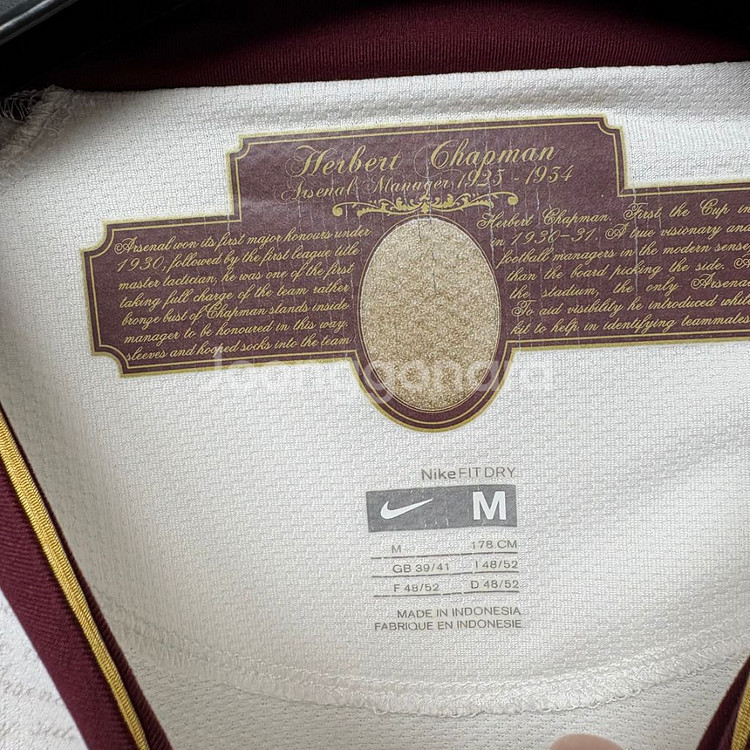 Herbert Chapman
Arsenal Manager 1925 - 1934
Arsenal won its first major honours under
1930, followed by the first league title
master tactician, he was one of the first
taking full charge of the team rather
bronze bust of Chapman stands inside
manager to be honoured in this way.
sleeves and hooped socks into the team
Herbert Chapman. First, the Cup in
in 1930-31. A true visionary and
football managers in the modern sense
than the board picking the side. A
the stadium, the only Arsenal
To aid visibility he introduced whit
kit to help in identifying teammates
Joonggonara
Nike FIT DRY
M
M 178 CM
GB 39/41 I 48/52
F 48/52 D 48/52
MADE IN INDONESIA
FABRIQUE EN INDONESIE